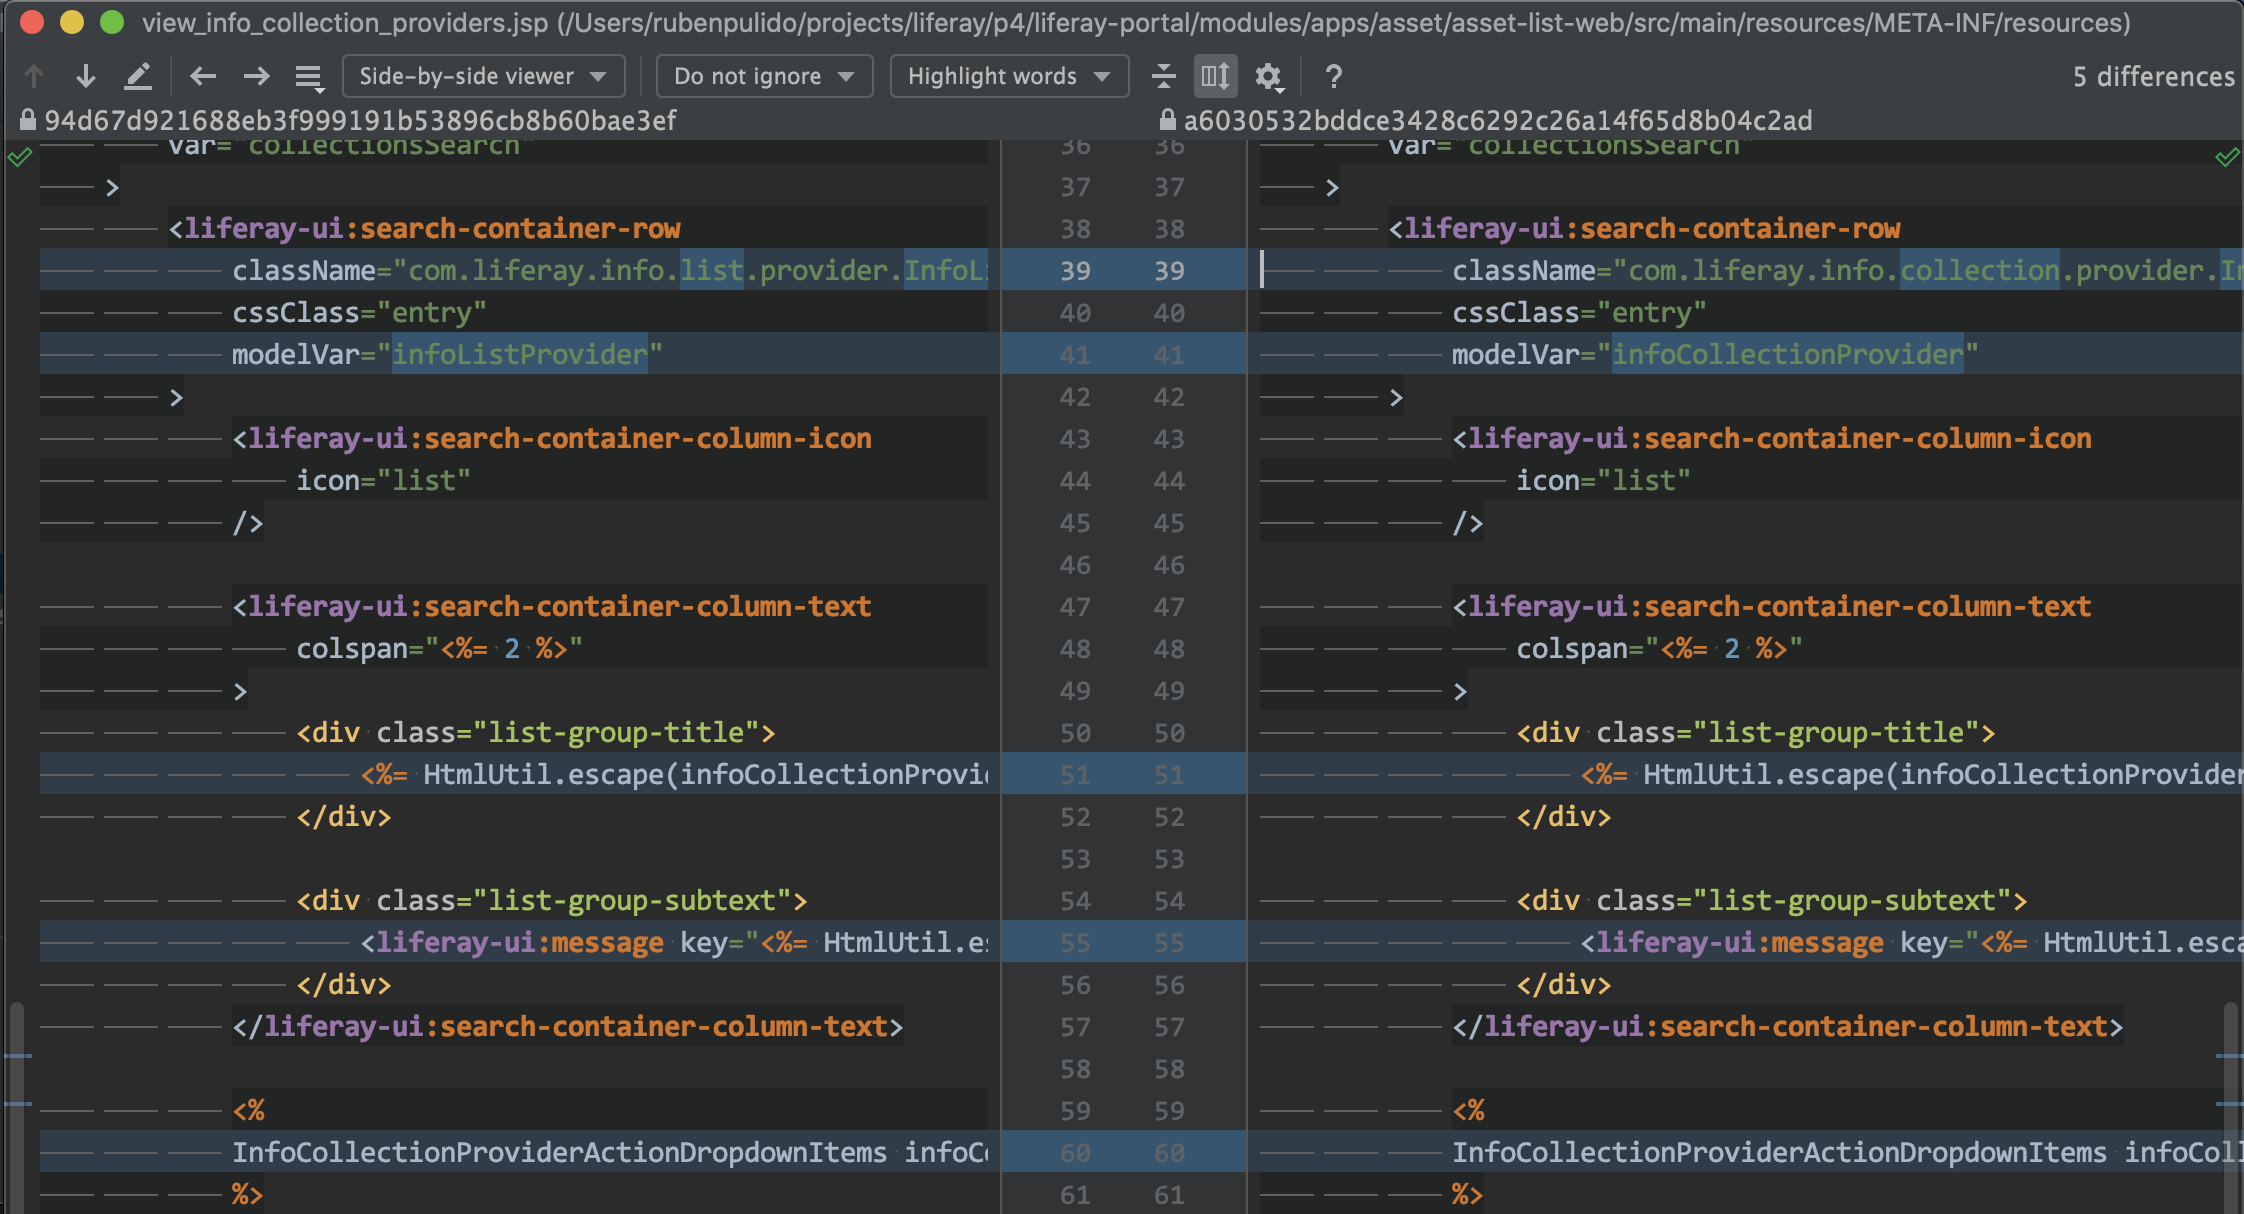 view_info_collection_providers.jsp (/Users/rubenpulido/projects/liferay/p4/liferay-portal/modules/apps/asset/asset-list-web/src/main/resources/META-INF/resources)
Side-by-side viewer Do not ignore Highlight words ? 5 differences
94d67d921688eb3f999191b53896cb8b60bae3ef a6030532bddce3428c6292c26a14f65d8b04c2ad
var="collectionsSearch" 36 36 var="collectionsSearch"
> 37 37 >
<liferay-ui:search-container-row 38 38 <liferay-ui:search-container-row
className="com.liferay.info.list.provider.InfoLi 39 39 className="com.liferay.info.collection.provider.In
cssClass="entry" 40 40 cssClass="entry"
modelVar="infoListProvider" 41 41 modelVar="infoCollectionProvider"
> 42 42 >
<liferay-ui:search-container-column-icon 43 43 <liferay-ui:search-container-column-icon
icon="list" 44 44 icon="list"
/> 45 45 />
46 46
<liferay-ui:search-container-column-text 47 47 <liferay-ui:search-container-column-text
colspan="<%= 2 %>" 48 48 colspan="<%= 2 %>"
> 49 49 >
<div class="list-group-title"> 50 50 <div class="list-group-title">
<%= HtmlUtil.escape(infoCollectionProvid 51 51 <%= HtmlUtil.escape(infoCollectionProvider
</div> 52 52 </div>
53 53
<div class="list-group-subtext"> 54 54 <div class="list-group-subtext">
<liferay-ui:message key="<%= HtmlUtil.es 55 55 <liferay-ui:message key="<%= HtmlUtil.esca
</div> 56 56 </div>
</liferay-ui:search-container-column-text> 57 57 </liferay-ui:search-container-column-text>
58 58
<% 59 59 <%
InfoCollectionProviderActionDropdownItems infoCo 60 60 InfoCollectionProviderActionDropdownItems infoColl
%> 61 61 %>